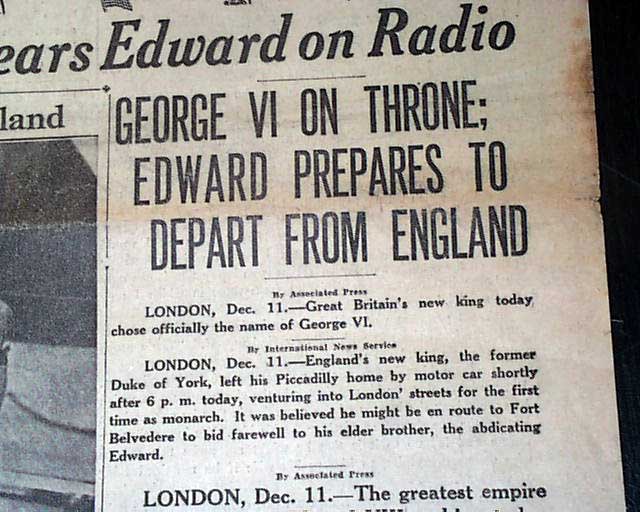 ears Edward on Radio
land
GEORGE VI ON THRONE;
EDWARD PREPARES TO
DEPART FROM ENGLAND
By Associated Press
LONDON, Dec. 11.—Great Britain's new king today
chose officially the name of George VI.
By International News Service
LONDON, Dec. 11.—England's new king, the former
Duke of York, left his Piccadilly home by motor car shortly
after 6 p. m. today, venturing into London' streets for the first
time as monarch. It was believed he might be en route to Fort
Belvedere to bid farewell to his elder brother, the abdicating
Edward.
By Associated Press
LONDON, Dec. 11.—The greatest empire